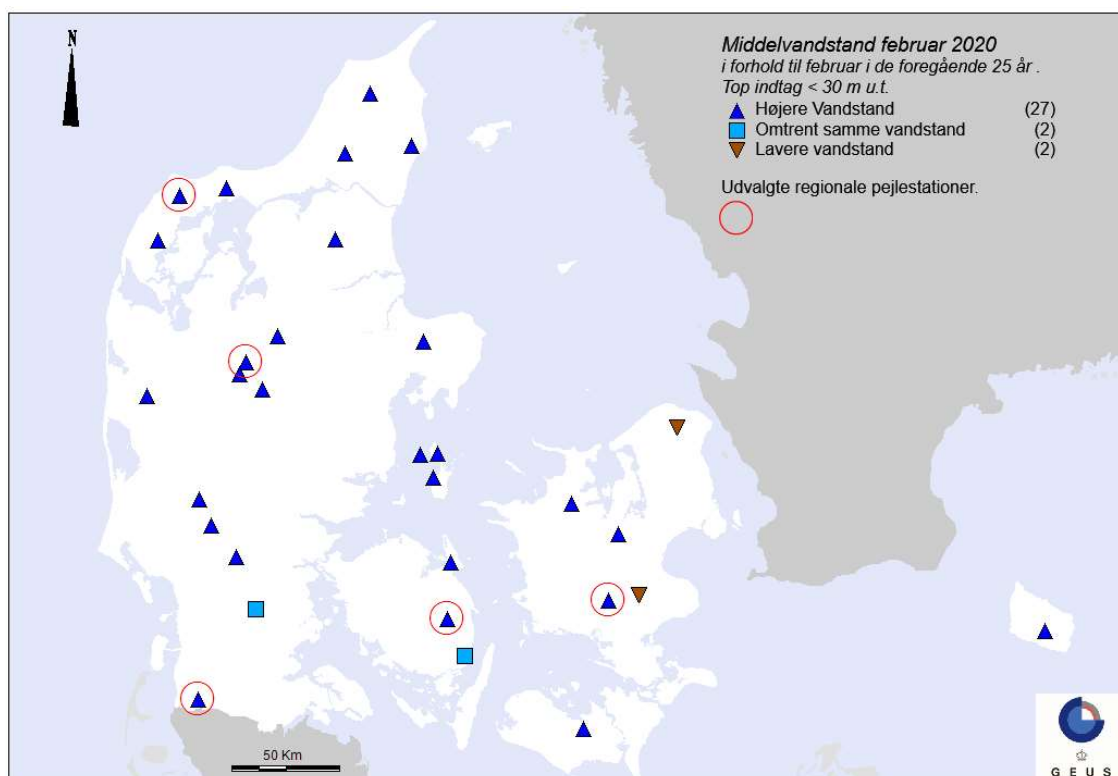 N
Middelvandstand februar 2020
i forhold til februar i de foregående 25 år .
Top indtag < 30 m u.t.
Højere Vandstand (27)
Omtrent samme vandstand (2)
Lavere vandstand (2)
Udvalgte regionale pejlestationer.
50 Km
G E U S